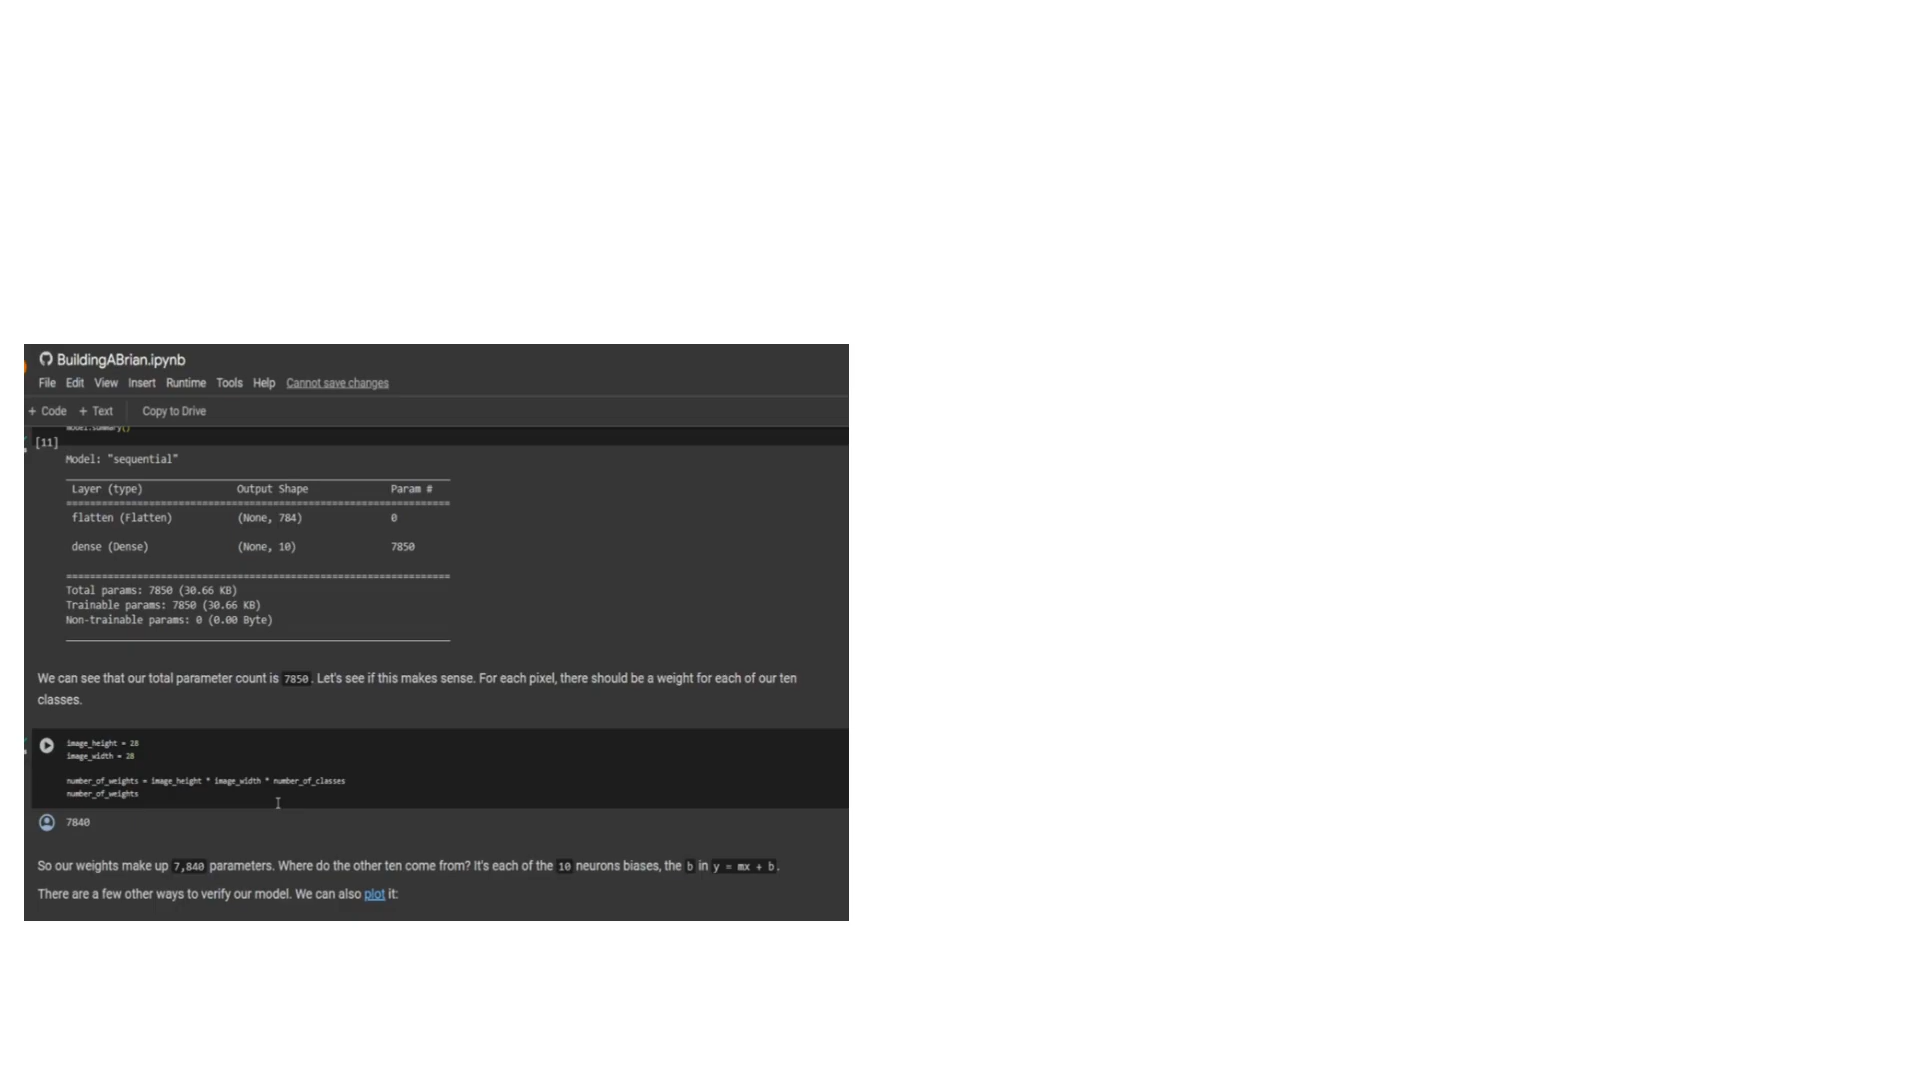 BuildingABrian.ipynb
File Edit View Insert Runtime Tools Help Cannot save changes
+ Code + Text Copy to Drive
model.summary()
[11]
Model: "sequential"
Layer (type) Output Shape Param #
flatten (Flatten) (None, 784) 0
dense (Dense) (None, 10) 7850
Total params: 7850 (30.66 KB)
Trainable params: 7850 (30.66 KB)
Non-trainable params: 0 (0.00 Byte)
We can see that our total parameter count is 7850. Let's see if this makes sense. For each pixel, there should be a weight for each of our ten
classes.
image_height = 28
image_width = 28
number_of_weights = image_height * image_width * number_of_classes
number_of_weights
7840
So our weights make up 7,840 parameters. Where do the other ten come from? It's each of the 10 neurons biases, the b in y = mx + b.
There are a few other ways to verify our model. We can also plot it: